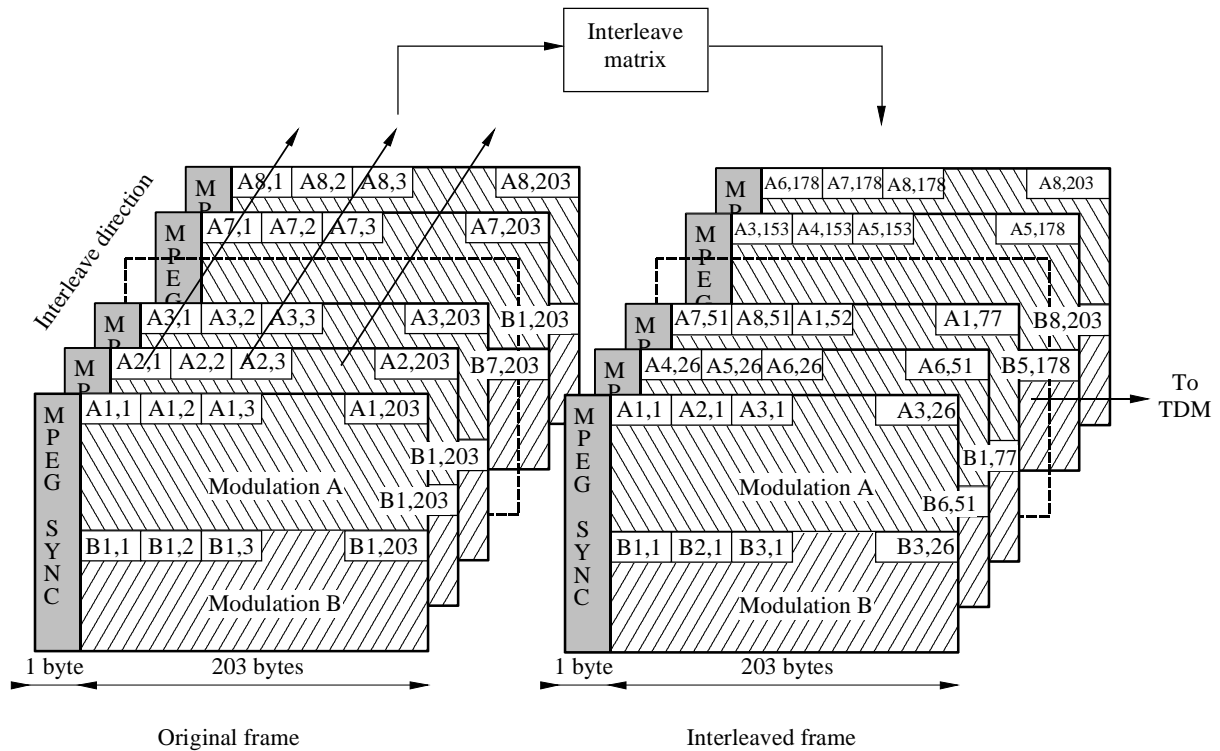 Interleave
matrix
Interleave direction
MP
A8,1 A8,2 A8,3 A8,203
MPEG
A7,1 A7,2 A7,3 A7,203
MP
A3,1 A3,2 A3,3 A3,203
B1,203
MP
A2,1 A2,2 A2,3 A2,203
B7,203
MPEG SYNC
A1,1 A1,2 A1,3 A1,203
B1,203
Modulation A
B1,203
B1,1 B1,2 B1,3 B1,203
Modulation B
1 byte 203 bytes
Original frame
MP
A6,178 A7,178 A8,178 A8,203
MPEG
A3,153 A4,153 A5,153 A5,178
MP
A7,51 A8,51 A1,52 A1,77
B8,203
MP
A4,26 A5,26 A6,26 A6,51
B5,178
To
TDM
MPEG SYNC
A1,1 A2,1 A3,1 A3,26
B1,77
Modulation A
B6,51
B1,1 B2,1 B3,1 B3,26
Modulation B
1 byte 203 bytes
Interleaved frame